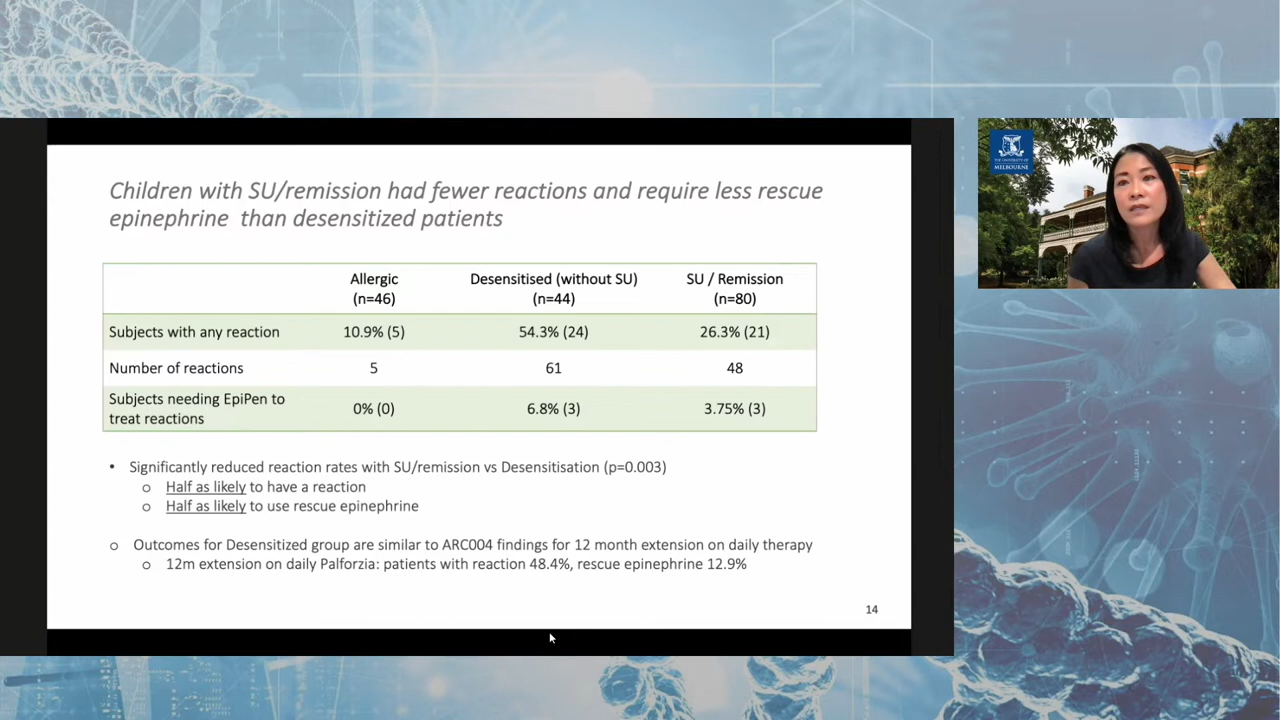 Children with SU/remission had fewer reactions and require less rescue
epinephrine than desensitized patients
Allergic Desensitised (without SU) SU / Remission
(n=46) (n=44) (n=80)
Subjects with any reaction 10.9% (5) 54.3% (24) 26.3% (21)
Number of reactions 5 61 48
Subjects needing EpiPen to
treat reactions 0% (0) 6.8% (3) 3.75% (3)
• Significantly reduced reaction rates with SU/remission vs Desensitisation (p=0.003)
o Half as likely to have a reaction
o Half as likely to use rescue epinephrine
o Outcomes for Desensitized group are similar to ARC004 findings for 12 month extension on daily therapy
o 12m extension on daily Palforzia: patients with reaction 48.4%, rescue epinephrine 12.9%
14
THE UNIVERSITY OF
MELBOURNE